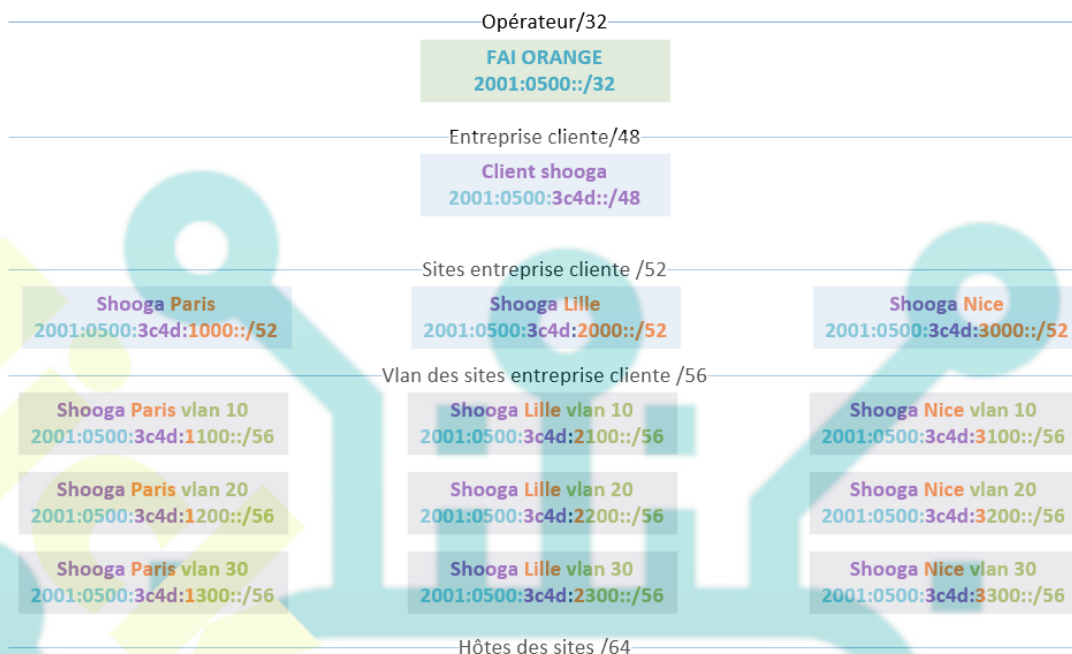 Opérateur/32
FAI ORANGE
2001:0500::/32
Entreprise cliente/48
Client shooga
2001:0500:3c4d::/48
Sites entreprise cliente /52
Shooga Paris
2001:0500:3c4d:1000::/52
Shooga Lille
2001:0500:3c4d:2000::/52
Shooga Nice
2001:0500:3c4d:3000::/52
Vlan des sites entreprise cliente /56
Shooga Paris vlan 10
2001:0500:3c4d:1100::/56
Shooga Lille vlan 10
2001:0500:3c4d:2100::/56
Shooga Nice vlan 10
2001:0500:3c4d:3100::/56
Shooga Paris vlan 20
2001:0500:3c4d:1200::/56
Shooga Lille vlan 20
2001:0500:3c4d:2200::/56
Shooga Nice vlan 20
2001:0500:3c4d:3200::/56
Shooga Paris vlan 30
2001:0500:3c4d:1300::/56
Shooga Lille vlan 30
2001:0500:3c4d:2300::/56
Shooga Nice vlan 30
2001:0500:3c4d:3300::/56
Hôtes des sites /64